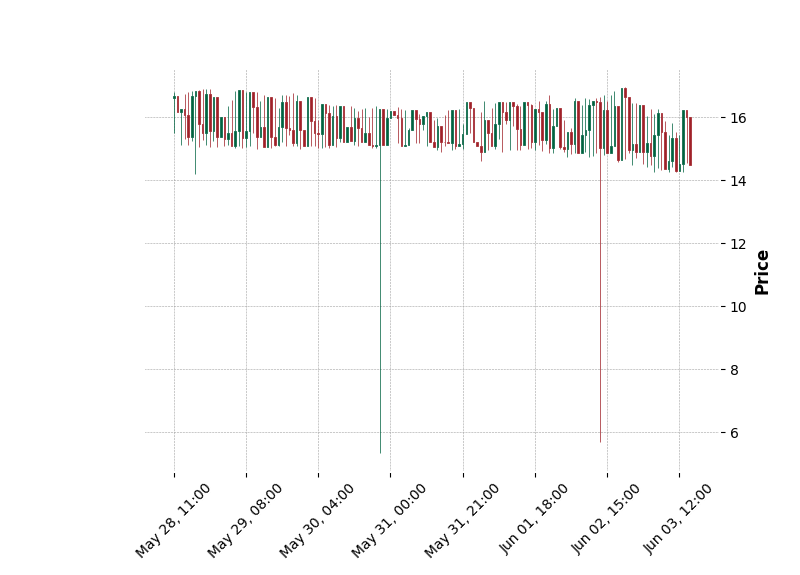 16
14
12
10
8
6
Price
May 28, 11:00
May 29, 08:00
May 30, 04:00
May 31, 00:00
May 31, 21:00
Jun 01, 18:00
Jun 02, 15:00
Jun 03, 12:00